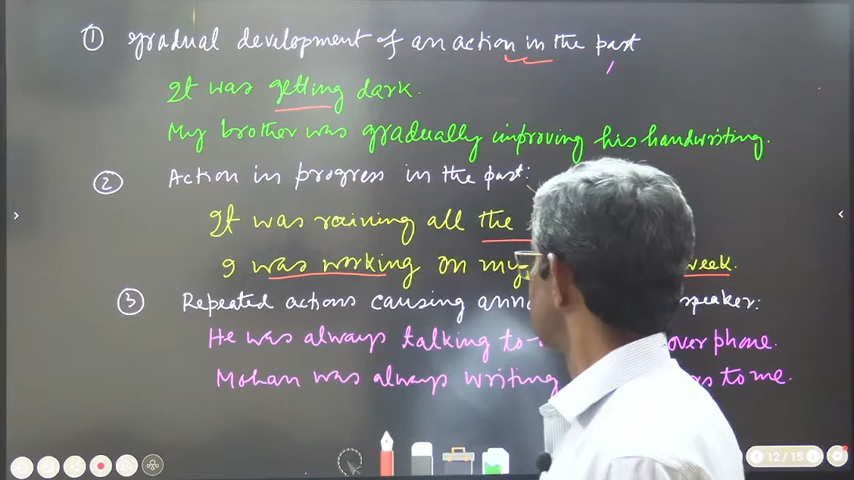 ① gradual development of an action in the past
It was getting dark.
My brother was gradually improving his handwriting.
② Action in progress in the past:
It was raining all the
I was working on my week.
③ Repeated actions causing speaker:
He was always talking to over phone.
Mohan was always writing to me.
12/15